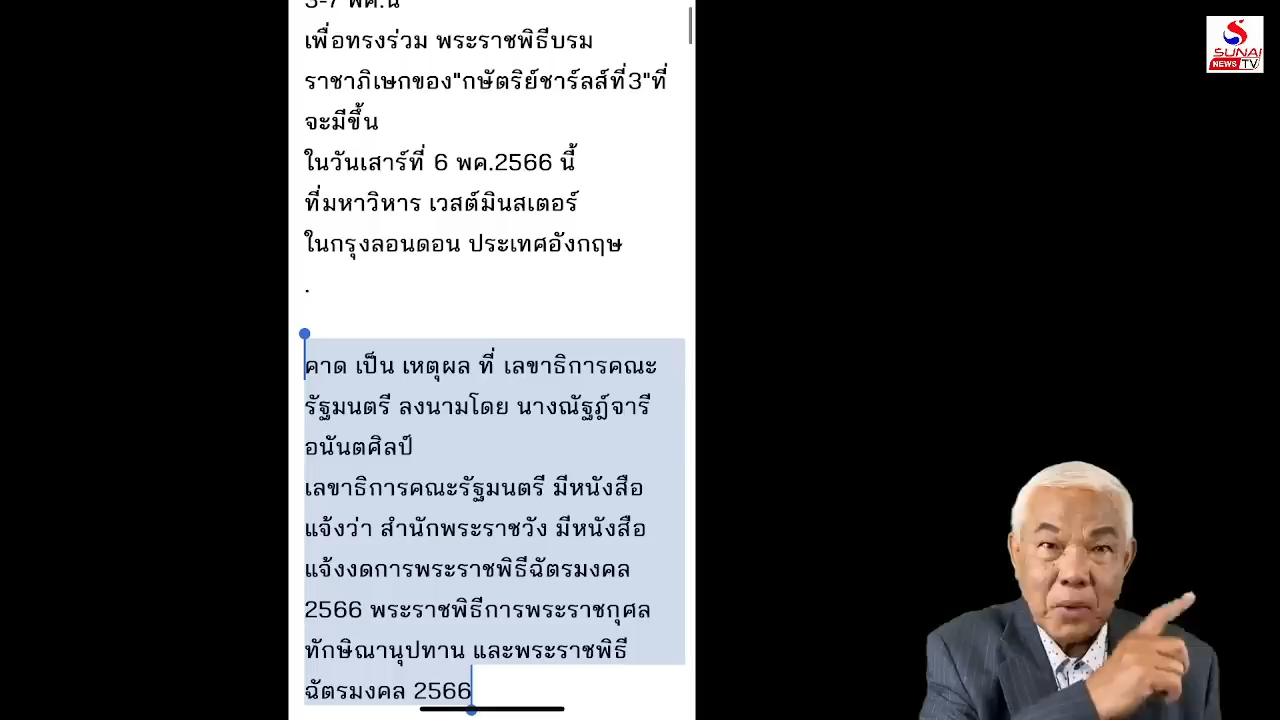 3-7 พค.นี้
เพื่อทรงร่วม พระราชพิธีบรม
ราชาภิเษกของ"กษัตริย์ชาร์ลส์ที่3"ที่
จะมีขึ้น
ในวันเสาร์ที่ 6 พค.2566 นี้
ที่มหาวิหาร เวสต์มินสเตอร์
ในกรุงลอนดอน ประเทศอังกฤษ
.
คาด เป็น เหตุผล ที่ เลขาธิการคณะ
รัฐมนตรี ลงนามโดย นางณัฐฎ์จารี
อนันตศิลป์
เลขาธิการคณะรัฐมนตรี มีหนังสือ
แจ้งว่า สำนักพระราชวัง มีหนังสือ
แจ้งงดการพระราชพิธีฉัตรมงคล
2566 พระราชพิธีการพระราชกุศล
ทักษิณานุปทาน และพระราชพิธี
ฉัตรมงคล 2566
SUNAI
NEWS TV